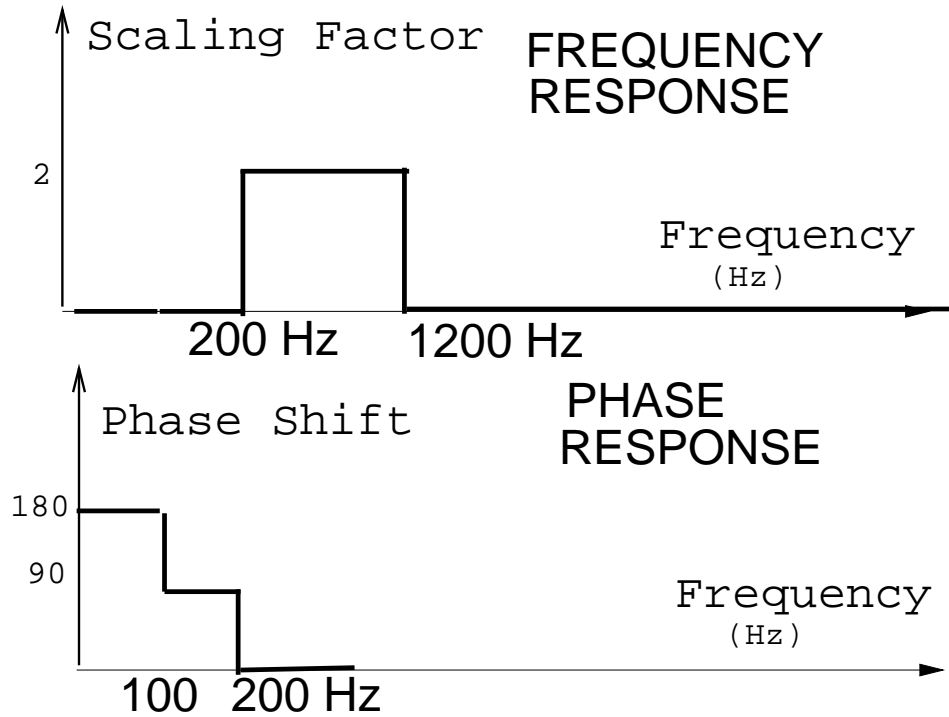 Scaling Factor
FREQUENCY
RESPONSE
2
Frequency
(Hz)
200 Hz
1200 Hz
Phase Shift
PHASE
RESPONSE
180
90
Frequency
(Hz)
100
200 Hz